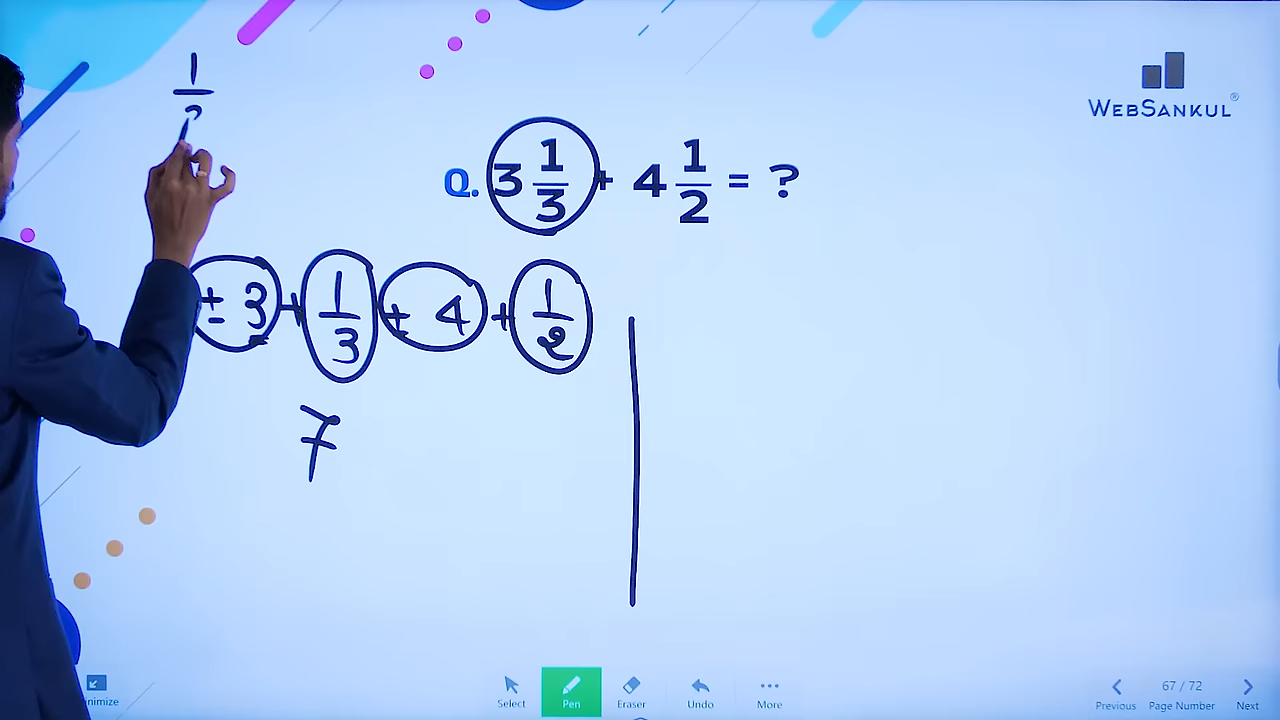 1/
WEBSANKUL®
Q. 3 1/3 + 4 1/2 = ?
± 3 + 1/3 ± 4 + 1/2
7
Select Pen Eraser Undo More
67 / 72
Previous Page Number Next